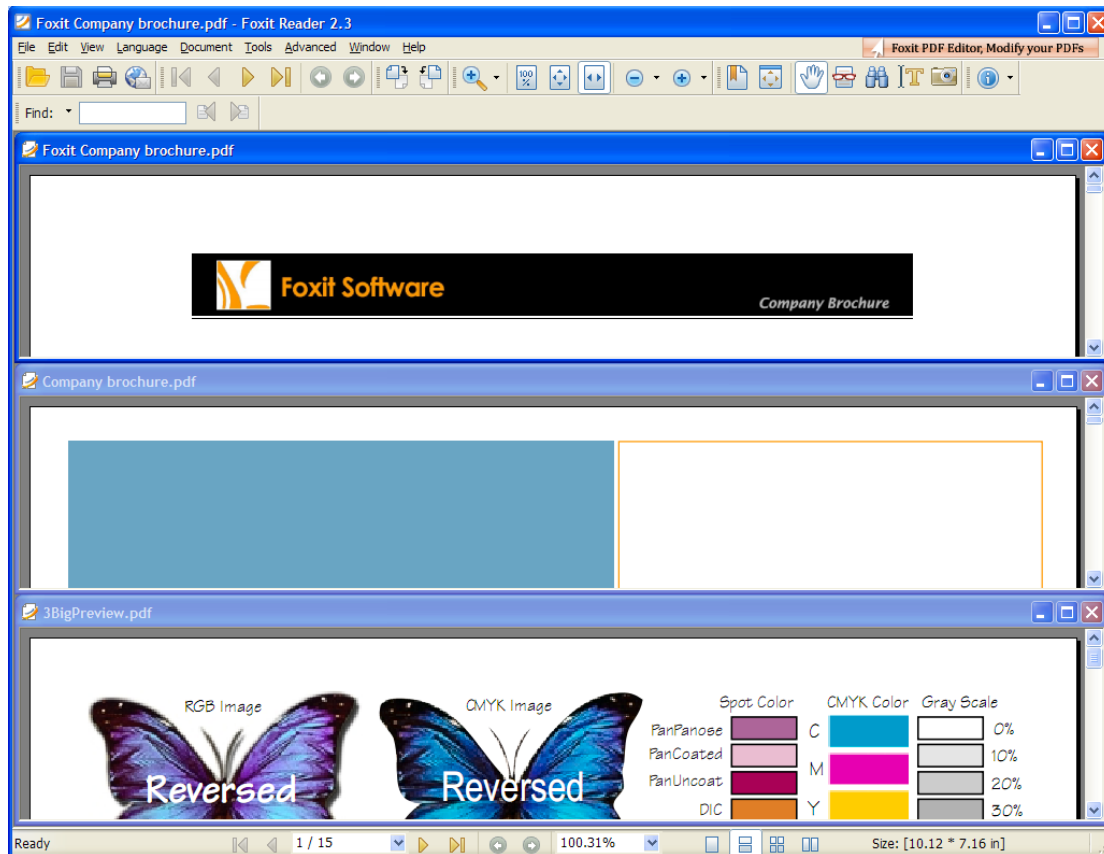 Foxit Company brochure.pdf - Foxit Reader 2.3
File Edit View Language Document Tools Advanced Window Help
Foxit PDF Editor, Modify your PDFs
100 %
Find:
Foxit Company brochure.pdf
Foxit Software
Company Brochure
Company brochure.pdf
3BigPreview.pdf
RGB Image
CMYK Image
Spot Color CMYK Color Gray Scale
PanPanose C 0%
PanCoated 10%
M
PanUncoat 20%
DIC Y 30%
Reversed
Reversed
Ready 1 / 15 100.31% Size: [10.12 * 7.16 in]